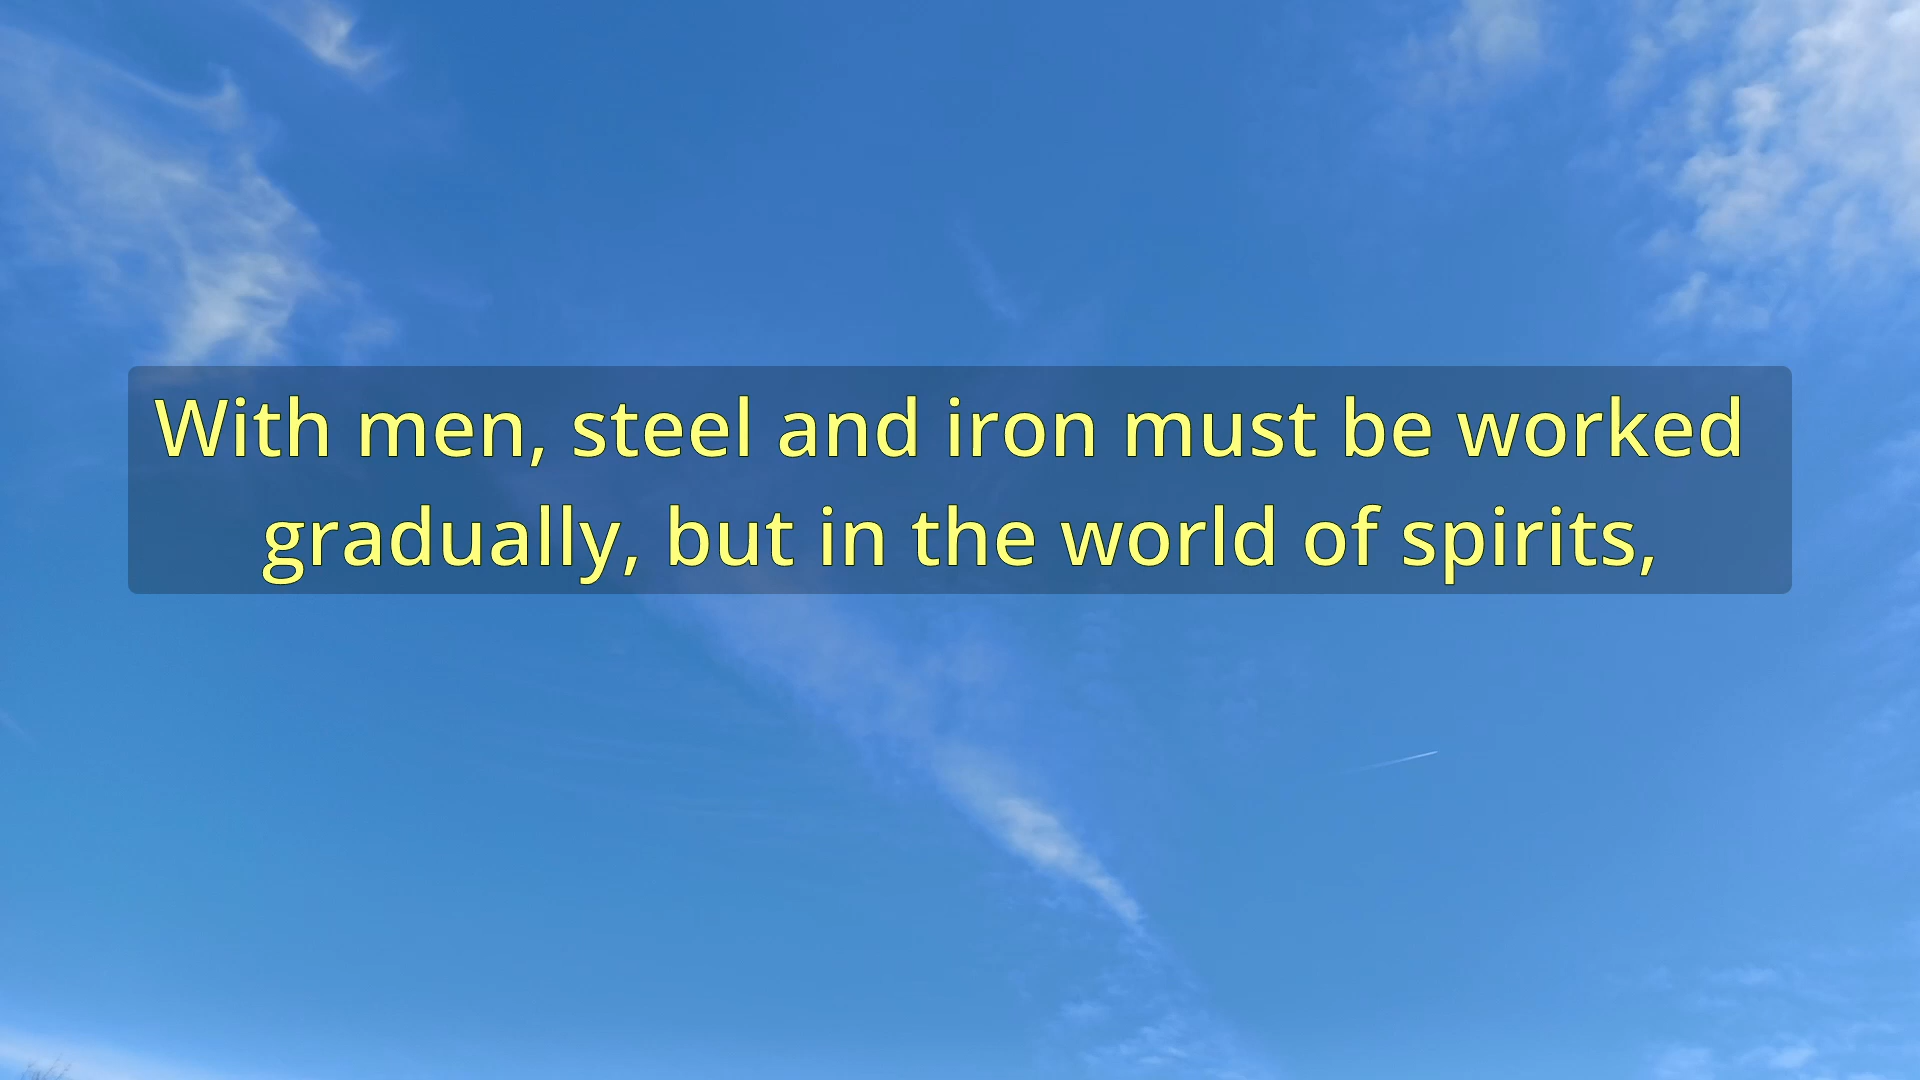 With men, steel and iron must be worked
gradually, but in the world of spirits,